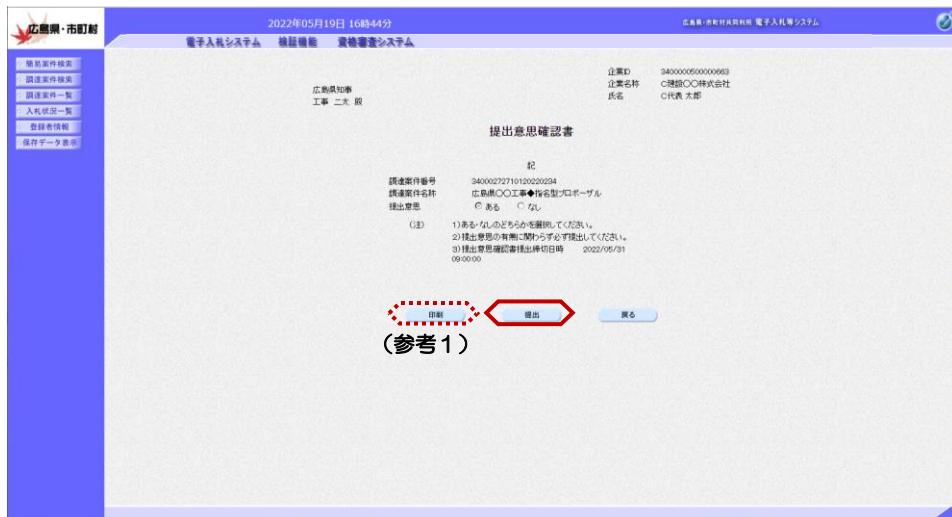 広島県・市町村
2022年05月19日 16時44分
広島県・市町村共同利用 電子入札等システム
電子入札システム 検証機能 資格審査システム
簡易案件検索
調達案件検索
調達案件一覧
入札状況一覧
登録者情報
保存データ表示
企業ID 3400000500000663
企業名称 C建設〇〇株式会社
氏名 C代表 太郎
広島県知事
工事 二太 殿
提出意思確認書
記
調達案件番号 34000272710120220234
調達案件名称 広島県〇〇工事◆指名型プロポーザル
提出意思 ある なし
(注) 1)ある・なしのどちらかを選択してください。
2)提出意思の有無に関わらず必ず提出してください。
3)提出意思確認書提出締切日時 2022/05/31
09:00:00
印刷 提出 戻る
(参考1)